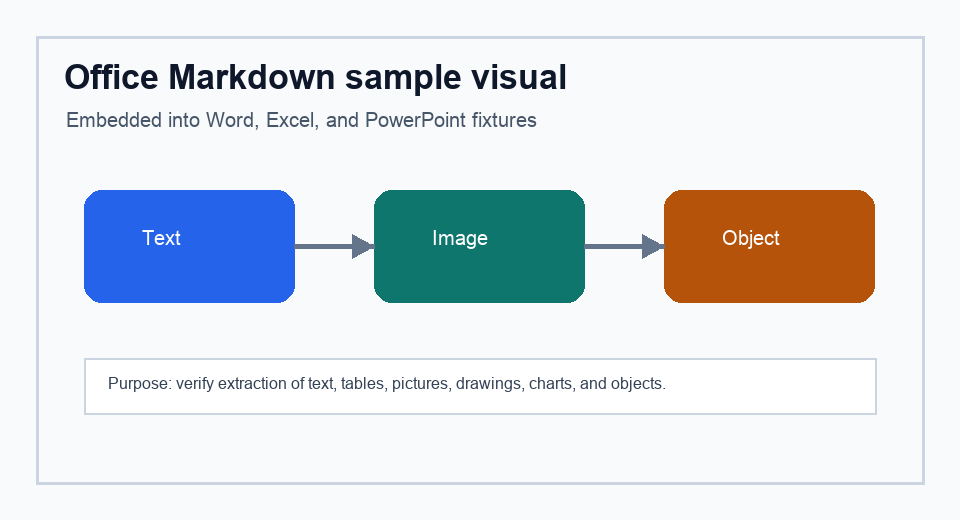 Office Markdown sample visual
Embedded into Word, Excel, and PowerPoint fixtures
Text
Image
Object
Purpose: verify extraction of text, tables, pictures, drawings, charts, and objects.